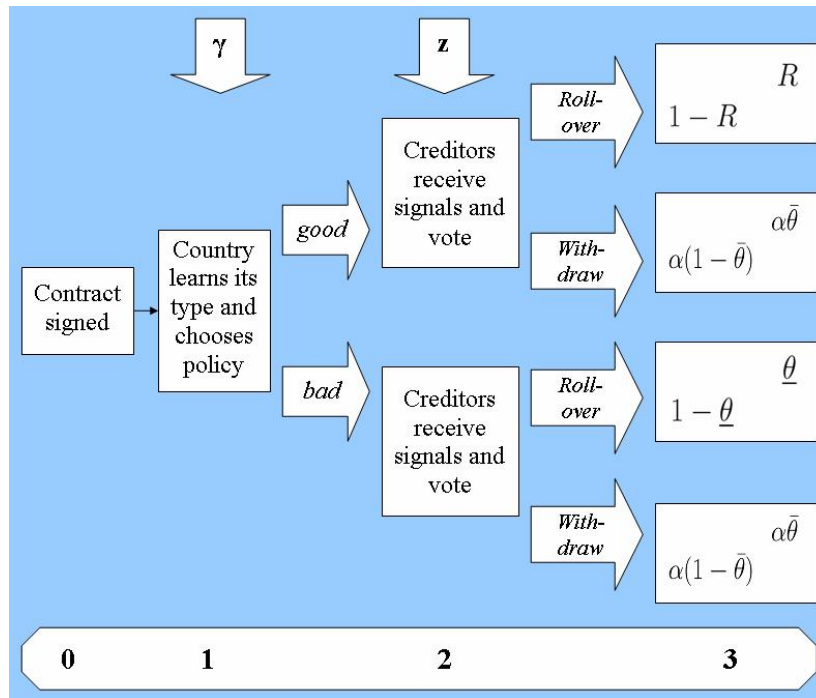 γ
z
Contract
signed
Country
learns its
type and
chooses
policy
good
bad
Creditors
receive
signals and
vote
Creditors
receive
signals and
vote
Roll-
over
With-
draw
Roll-
over
With-
draw
R
1 − R
αθ̄
α(1 − θ̄)
θ̲
1 − θ̲
αθ̄
α(1 − θ̄)
0 1 2 3